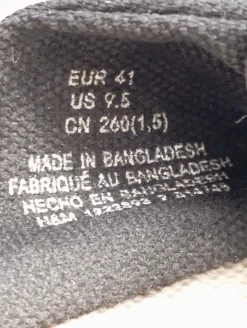 EUR 41
US 9.5
CN 260(1,5)
MADE IN BANGLADESH
FABRIQUÉ AU BANGLADESH
HECHO EN BANGLADESH
H&M